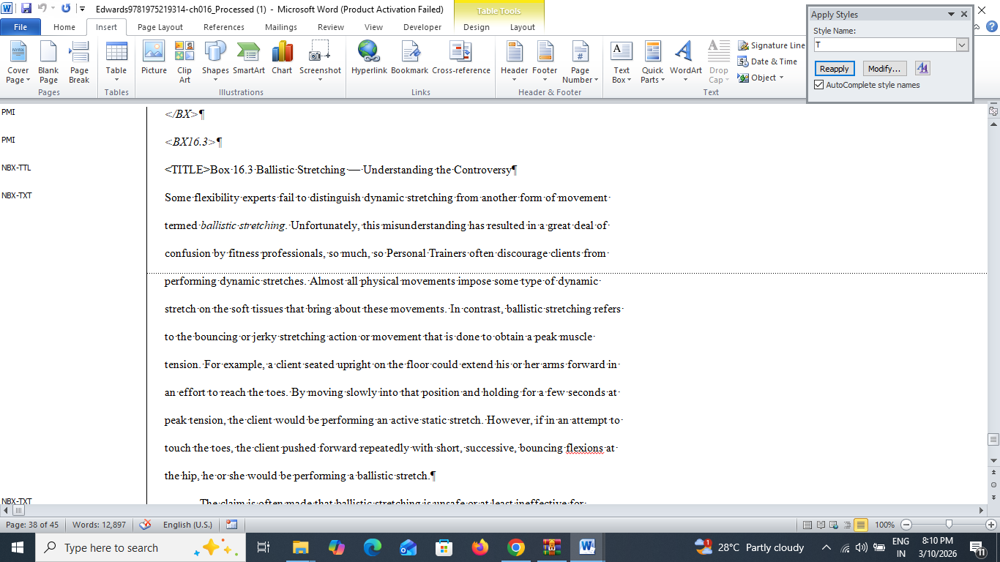 Edwards9781975219314-ch016_Processed (1) - Microsoft Word (Product Activation Failed)
Table Tools
File Home Insert Page Layout References Mailings Review View Developer Design Layout
Cover Page
Blank Page
Page Break
Table
Picture
Clip Art
Shapes
SmartArt
Chart
Screenshot
Hyperlink
Bookmark
Cross-reference
Header
Footer
Page Number
Text Box
Quick Parts
WordArt
Drop Cap
Signature Line
Date & Time
Object
Pages Tables Illustrations Links Header & Footer Text
Apply Styles
Style Name:
T
Reapply Modify...
AutoComplete style names
PMI </BX>¶
PMI <BX16.3>¶
NBX-TTL <TITLE>Box 16.3 Ballistic Stretching — Understanding the Controversy¶
NBX-TXT Some flexibility experts fail to distinguish dynamic stretching from another form of movement
termed ballistic stretching. Unfortunately, this misunderstanding has resulted in a great deal of
confusion by fitness professionals, so much, so Personal Trainers often discourage clients from
performing dynamic stretches. Almost all physical movements impose some type of dynamic
stretch on the soft tissues that bring about these movements. In contrast, ballistic stretching refers
to the bouncing or jerky stretching action or movement that is done to obtain a peak muscle
tension. For example, a client seated upright on the floor could extend his or her arms forward in
an effort to reach the toes. By moving slowly into that position and holding for a few seconds at
peak tension, the client would be performing an active static stretch. However, if in an attempt to
touch the toes, the client pushed forward repeatedly with short, successive, bouncing flexions at
the hip, he or she would be performing a ballistic stretch.¶
NBX-TXT The claim is often made that ballistic stretching is unsafe or at least ineffective for
Page: 38 of 45 Words: 12,897 English (U.S.) 100%
Type here to search
28°C Partly cloudy
ENG
IN
8:10 PM
3/10/2026
11